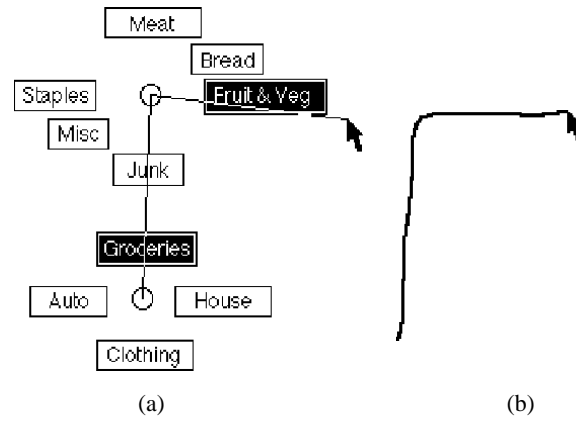 Meat
Bread
Staples
Fruit & Veg
Misc
Junk
Groceries
Auto
House
Clothing
(a)
(b)